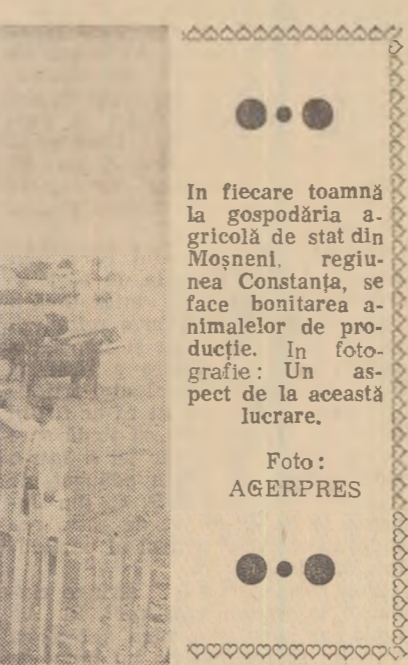 In fiecare toamnă
la gospodăria a-
gricolă de stat din
Moșneni, regiu-
nea Constanța, se
face bonitarea a-
nimalelor de pro-
ducție. In foto-
grafie : Un as-
pect de la această
lucrare.
Foto :
AGERPRES